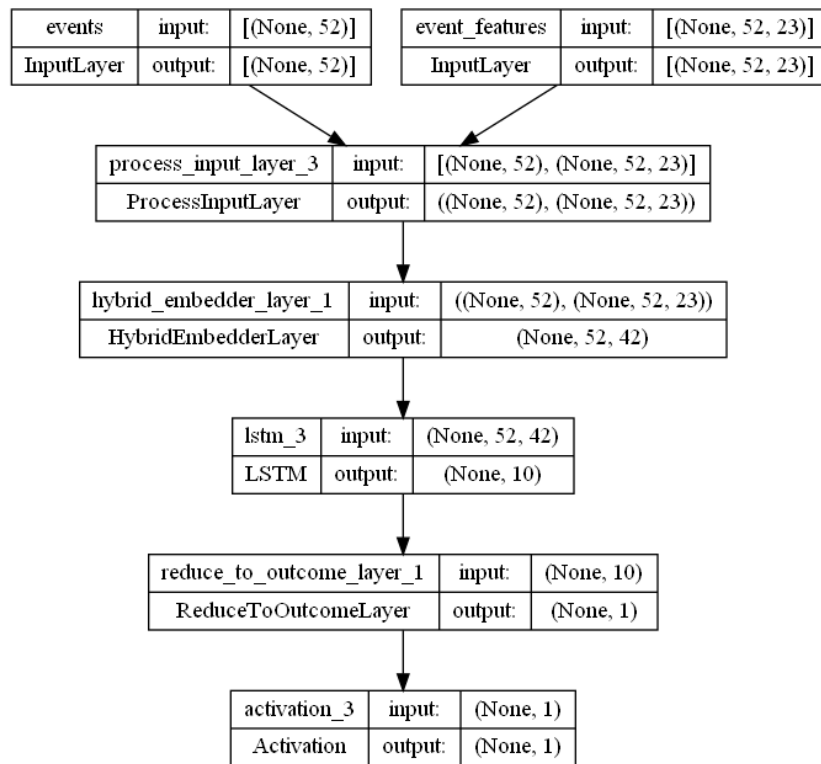 events input: [(None, 52)]
InputLayer output: [(None, 52)]
event_features input: [(None, 52, 23)]
InputLayer output: [(None, 52, 23)]
process_input_layer_3 input: [(None, 52), (None, 52, 23)]
ProcessInputLayer output: ((None, 52), (None, 52, 23))
hybrid_embedder_layer_1 input: ((None, 52), (None, 52, 23))
HybridEmbedderLayer output: (None, 52, 42)
lstm_3 input: (None, 52, 42)
LSTM output: (None, 10)
reduce_to_outcome_layer_1 input: (None, 10)
ReduceToOutcomeLayer output: (None, 1)
activation_3 input: (None, 1)
Activation output: (None, 1)